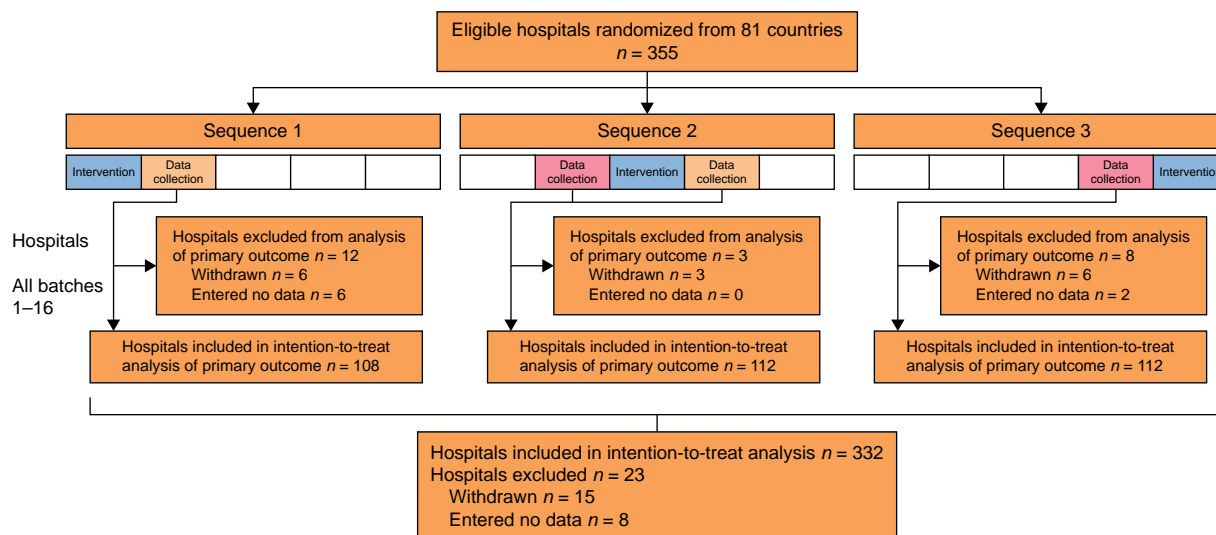 Eligible hospitals randomized from 81 countries
n = 355
Sequence 1
Sequence 2
Sequence 3
Intervention
Data
collection
Data
collection
Intervention
Data
collection
Data
collection
Intervention
Hospitals
All batches
1–16
Hospitals excluded from analysis
of primary outcome n = 12
Withdrawn n = 6
Entered no data n = 6
Hospitals excluded from analysis
of primary outcome n = 3
Withdrawn n = 3
Entered no data n = 0
Hospitals excluded from analysis
of primary outcome n = 8
Withdrawn n = 6
Entered no data n = 2
Hospitals included in intention-to-treat
analysis of primary outcome n = 108
Hospitals included in intention-to-treat
analysis of primary outcome n = 112
Hospitals included in intention-to-treat
analysis of primary outcome n = 112
Hospitals included in intention-to-treat analysis n = 332
Hospitals excluded n = 23
Withdrawn n = 15
Entered no data n = 8